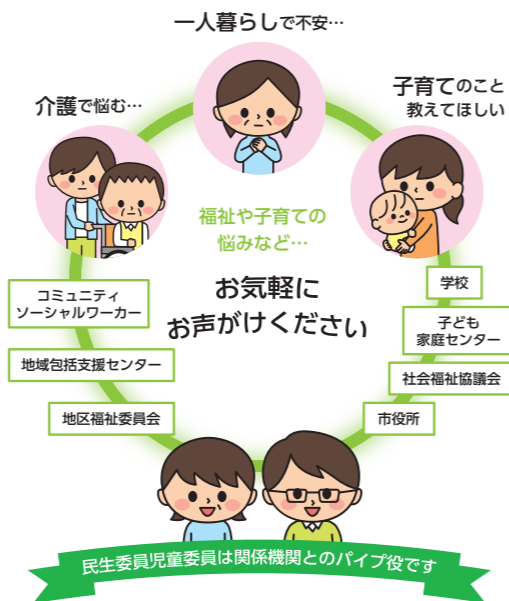 一人暮らしで不安…
介護で悩む…
子育てのこと
教えてほしい
福祉や子育ての
悩みなど…
お気軽に
お声がけください
コミュニティ
ソーシャルワーカー
地域包括支援センター
地区福祉委員会
学校
子ども
家庭センター
社会福祉協議会
市役所
民生委員児童委員は関係機関とのパイプ役です